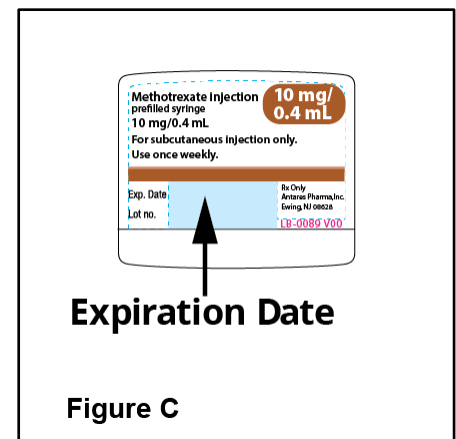 Methotrexate Injection
prefilled syringe
10 mg/0.4 mL
10 mg/
0.4 mL
For subcutaneous injection only.
Use once weekly.
Exp. Date
Lot no.
Rx Only
Antares Pharma,Inc.
Ewing, NJ 08628
LB-0089 V00
Expiration Date
Figure C